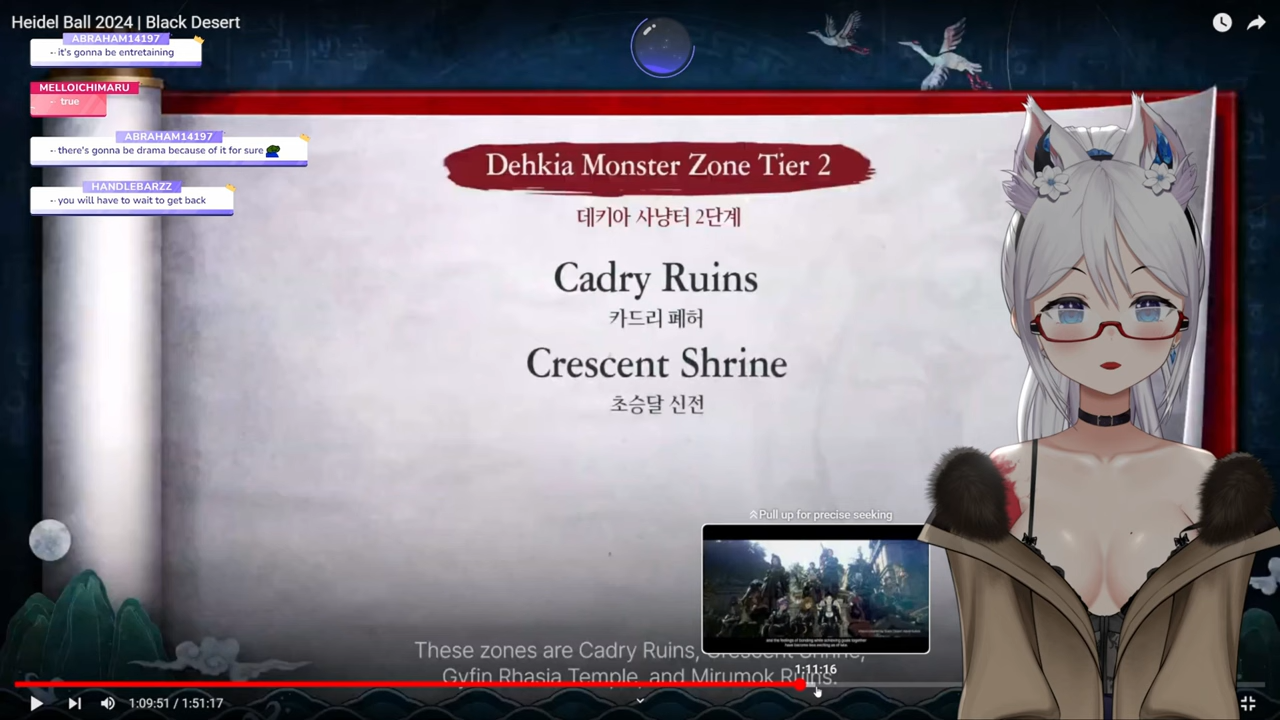 Heidel Ball 2024 | Black Desert
ABRAHAM14197
-- it's gonna be entretaining
MELLOICHIMARU
- true
ABRAHAM14197
-- there's gonna be drama because of it for sure
HANDLEBARZZ
-- you will have to wait to get back
Dehkia Monster Zone Tier 2
데키아 사냥터 2단계
Cadry Ruins
카드리 폐허
Crescent Shrine
초승달 신전
Pull up for precise seeking
These zones are Cadry Ruins, Crescent Shrine,
Gyfin Rhasia Temple, and Mirumok Ruins.
1:11:16
1:09:51 / 1:51:17